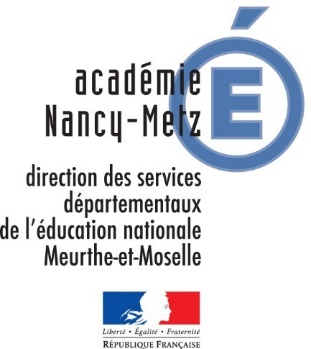 académie
Nancy-Metz
É
direction des services
départementaux
de l'éducation nationale
Meurthe-et-Moselle
Liberté • Égalité • Fraternité
RÉPUBLIQUE FRANÇAISE